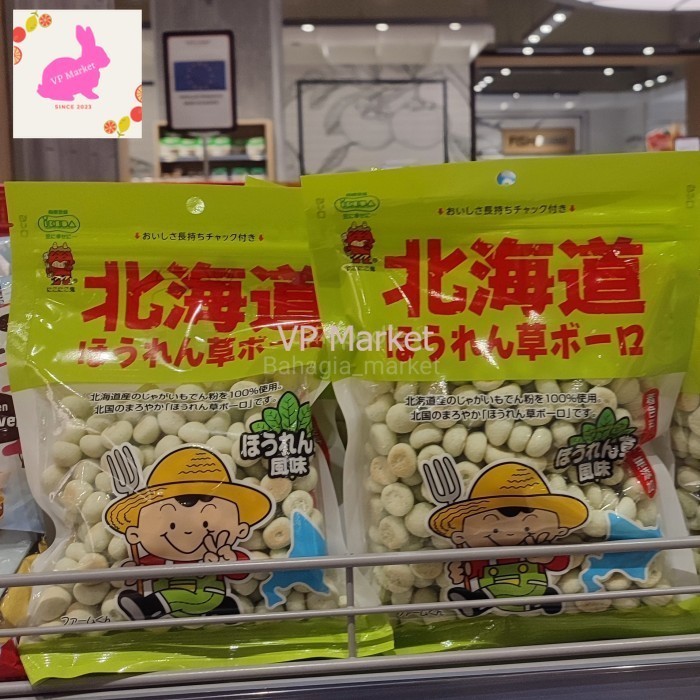 VP Market
SINCE 2023
おいしさ長持ちチャック付き
北海道
ほうれん草ボー
北海道産のじゃがいもでん粉を100%使用。
北国のまろやか「ほうれん草ボーロ」です
ほうれん
風味
ファームくん
おいしさ長持ちチャック付き
北海道
ほうれん草ボーロ
北海道産のじゃがいもでん粉を100%使用。
北国のまろやか「ほうれん草ボーロ」です。
ほうれん草
風味
VP Market
Bahagia_market